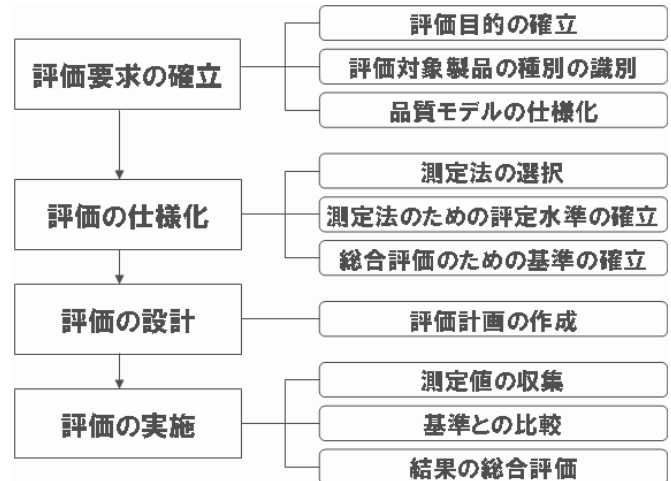 評価要求の確立
評価目的の確立
評価対象製品の種別の識別
品質モデルの仕様化
評価の仕様化
測定法の選択
測定法のための評定水準の確立
総合評価のための基準の確立
評価の設計
評価計画の作成
評価の実施
測定値の収集
基準との比較
結果の総合評価